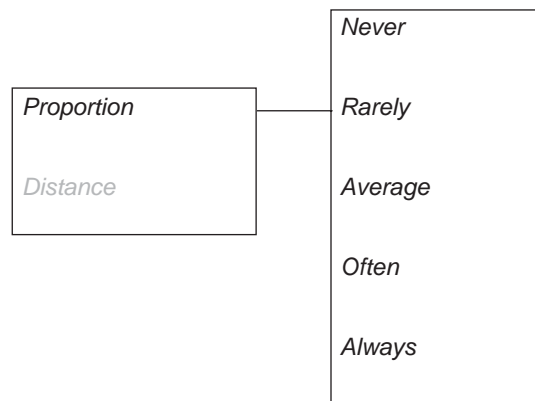 Never
Proportion
Rarely
Distance
Average
Often
Always